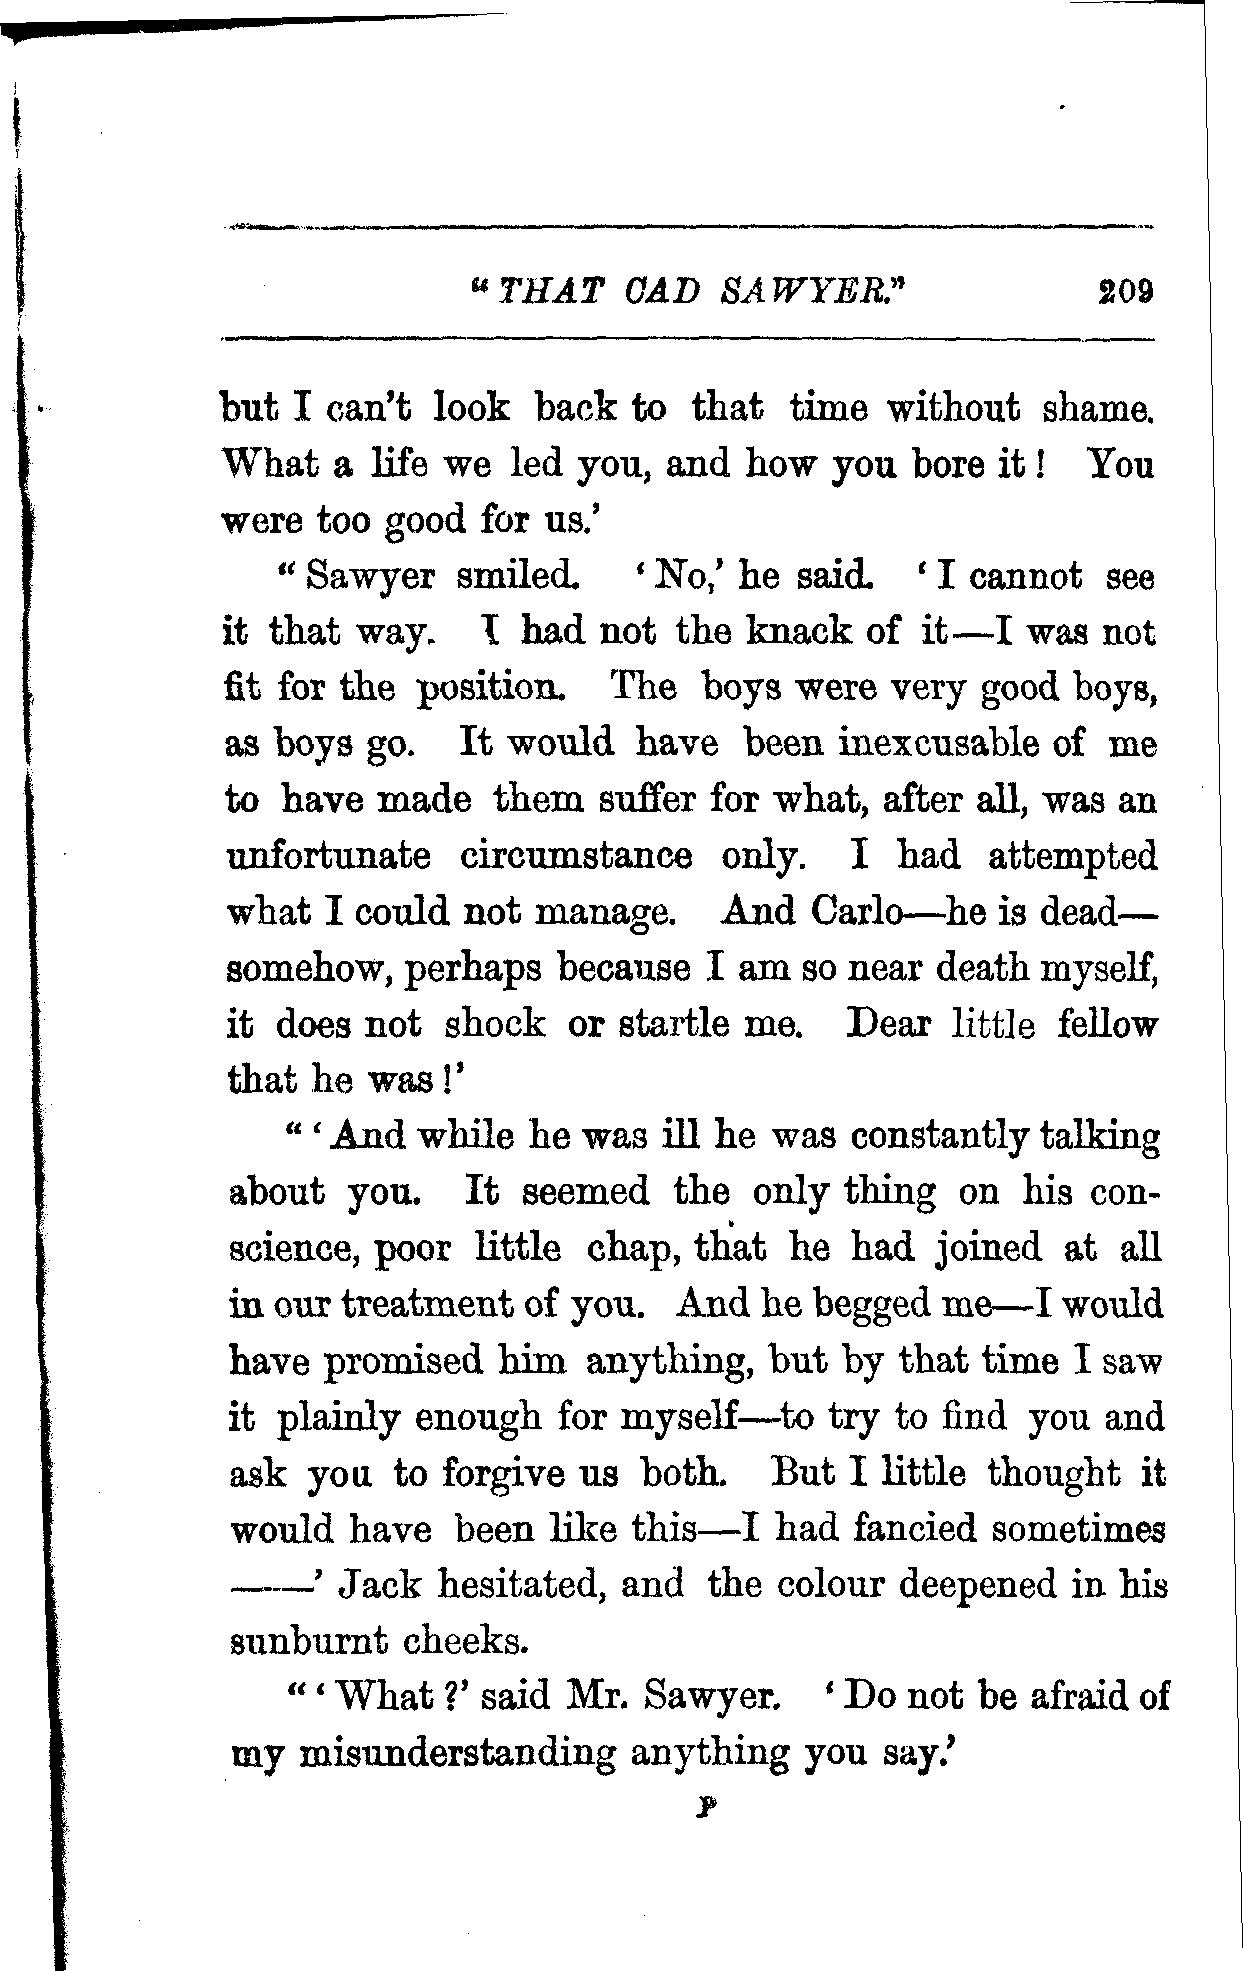 “THAT CAD SAWYER.” 209
but I can't look back to that time without shame.
What a life we led you, and how you bore it! You
were too good for us.’
“Sawyer smiled. ‘No,’ he said. ‘I cannot see
it that way. I had not the knack of it—I was not
fit for the position. The boys were very good boys,
as boys go. It would have been inexcusable of me
to have made them suffer for what, after all, was an
unfortunate circumstance only. I had attempted
what I could not manage. And Carlo—he is dead—
somehow, perhaps because I am so near death myself,
it does not shock or startle me. Dear little fellow
that he was!’
“‘And while he was ill he was constantly talking
about you. It seemed the only thing on his con-
science, poor little chap, that he had joined at all
in our treatment of you. And he begged me—I would
have promised him anything, but by that time I saw
it plainly enough for myself—to try to find you and
ask you to forgive us both. But I little thought it
would have been like this—I had fancied sometimes
——’ Jack hesitated, and the colour deepened in his
sunburnt cheeks.
“‘What?’ said Mr. Sawyer. ‘Do not be afraid of
my misunderstanding anything you say.’
P